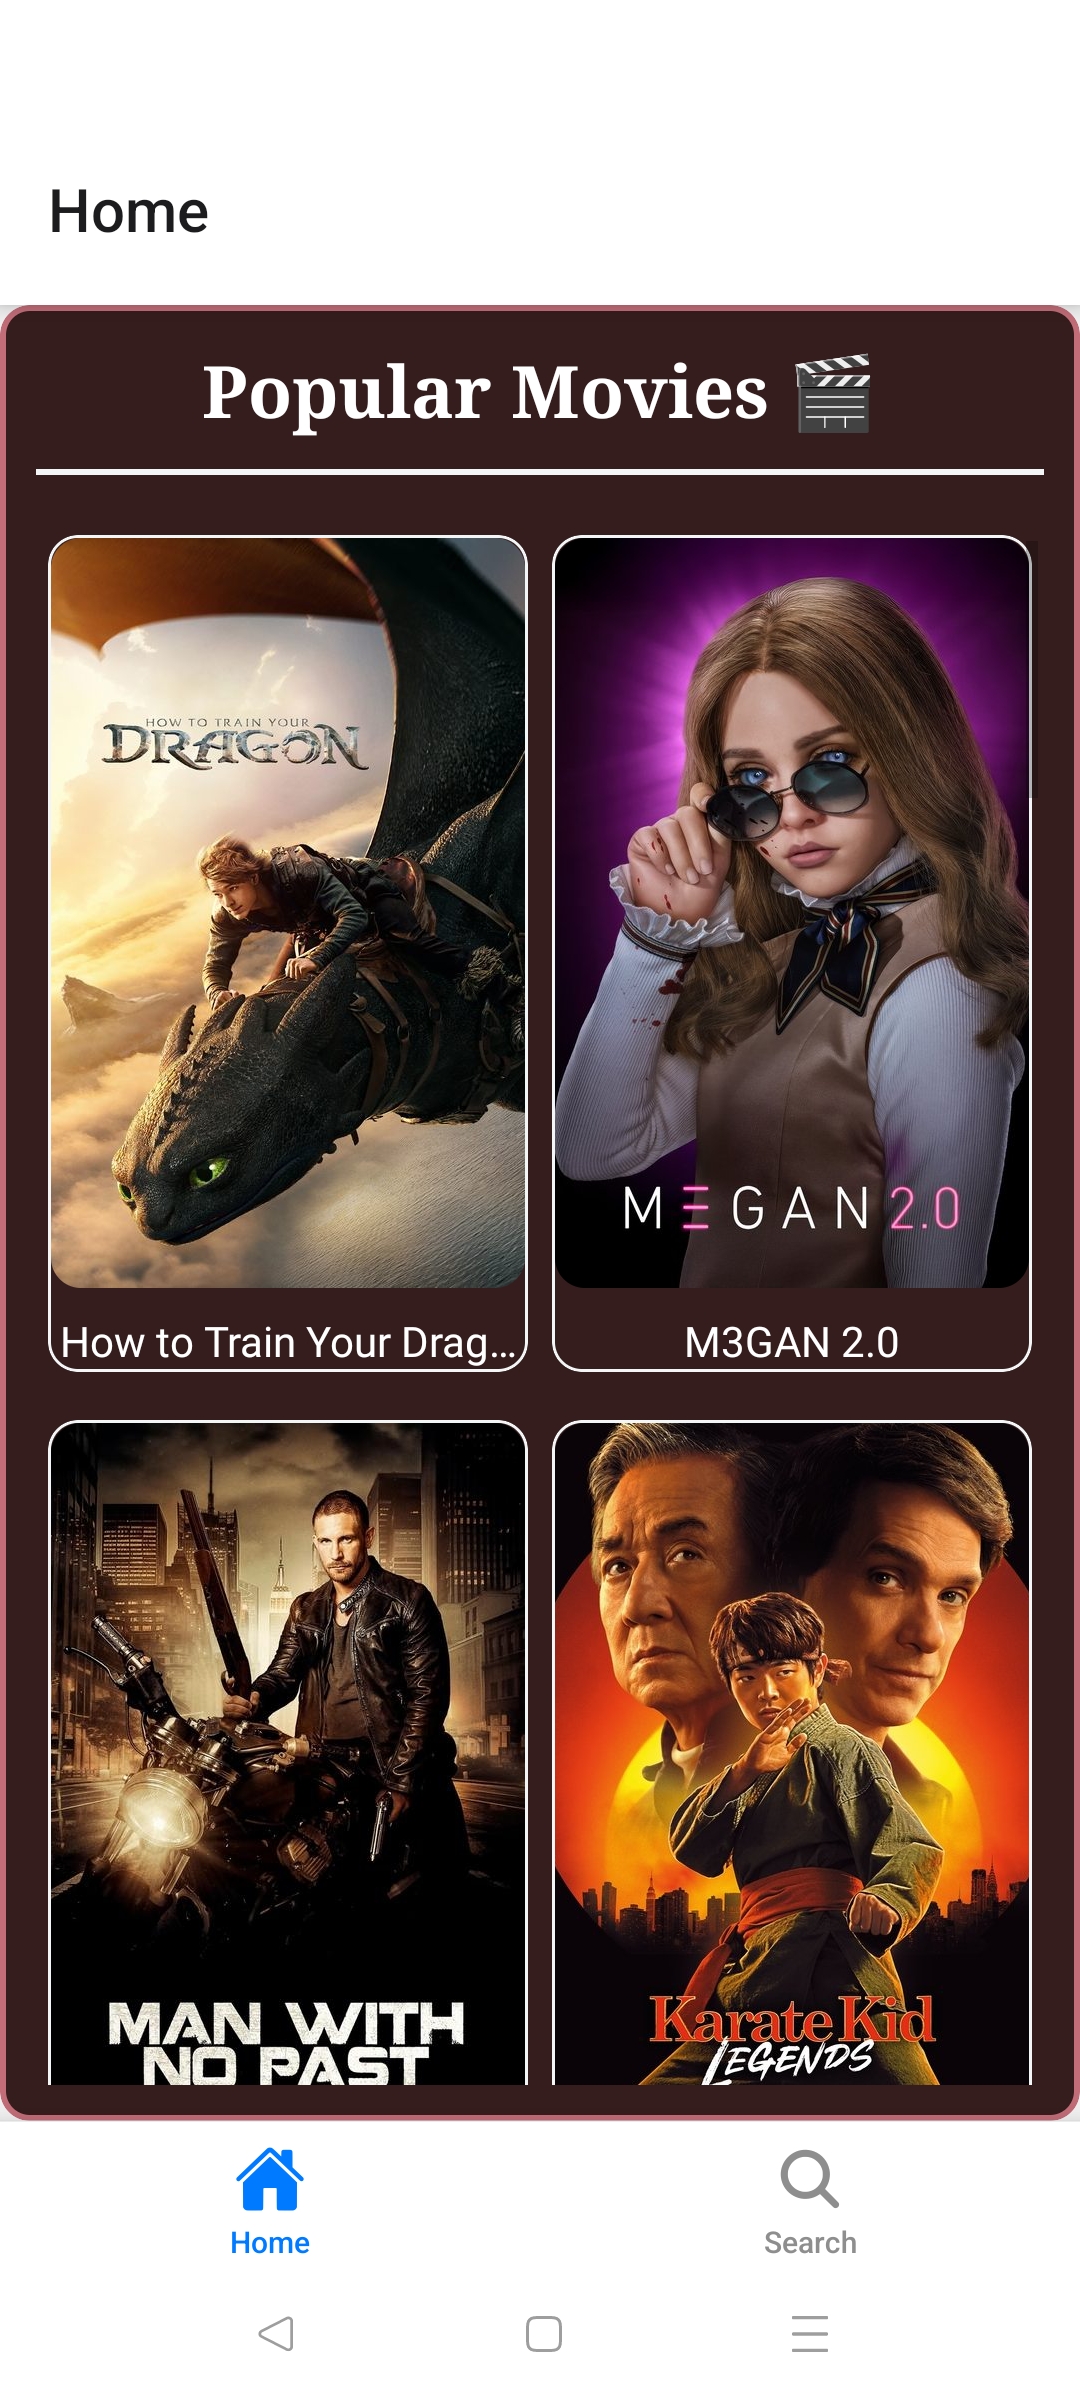 Home
Popular Movies 🎬
HOW TO TRAIN YOUR
DRAGON
MEGAN 2.0
How to Train Your Drag...
M3GAN 2.0
MAN WITH
NO PAST
Karate Kid
LEGENDS
Home
Search